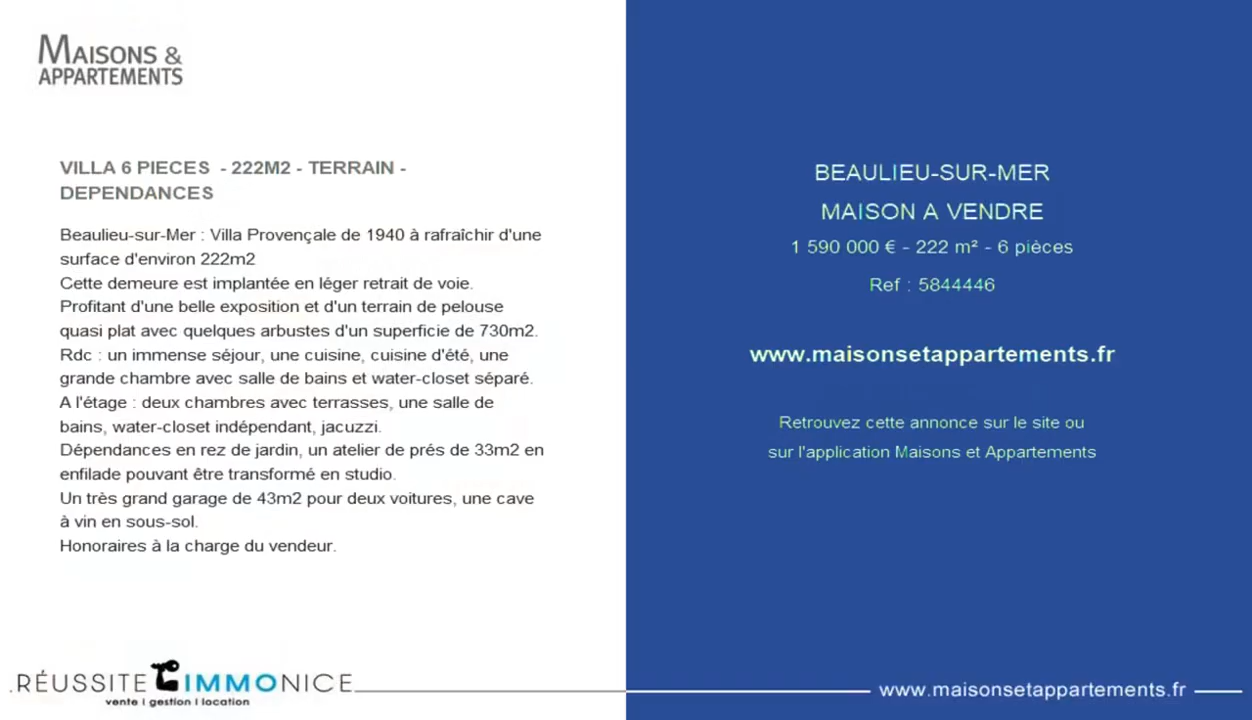 MAISONS &
APPARTEMENTS
VILLA 6 PIECES - 222M2 - TERRAIN -
DEPENDANCES
Beaulieu-sur-Mer : Villa Provençale de 1940 à rafraîchir d'une
surface d'environ 222m2
Cette demeure est implantée en léger retrait de voie.
Profitant d'une belle exposition et d'un terrain de pelouse
quasi plat avec quelques arbustes d'un superficie de 730m2.
Rdc : un immense séjour, une cuisine, cuisine d'été, une
grande chambre avec salle de bains et water-closet séparé.
A l'étage : deux chambres avec terrasses, une salle de
bains, water-closet indépendant, jacuzzi.
Dépendances en rez de jardin, un atelier de prés de 33m2 en
enfilade pouvant être transformé en studio.
Un très grand garage de 43m2 pour deux voitures, une cave
à vin en sous-sol.
Honoraires à la charge du vendeur.
.RÉUSSITE IMMONICE
vente | gestion | location
BEAULIEU-SUR-MER
MAISON A VENDRE
1 590 000 € - 222 m² - 6 pièces
Ref : 5844446
www.maisonsetappartements.fr
Retrouvez cette annonce sur le site ou
sur l'application Maisons et Appartements
www.maisonsetappartements.fr